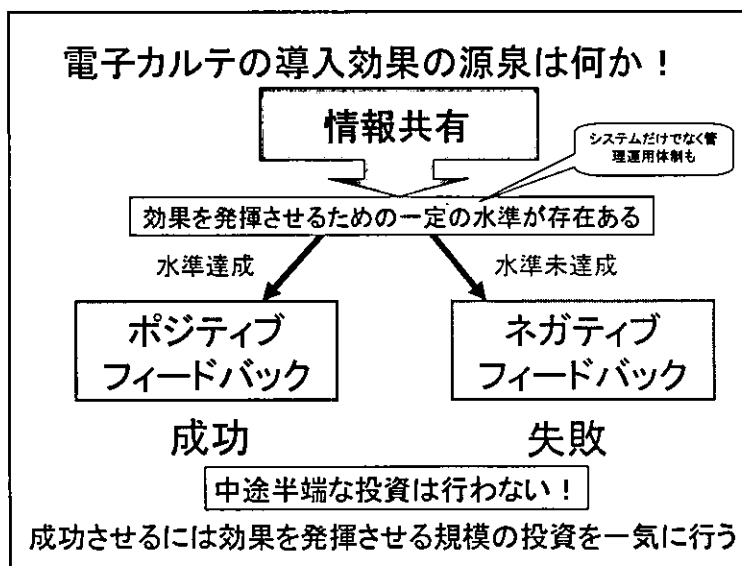 電子カルテの導入効果の源泉は何か！
情報共有
システムだけでなく管
理運用体制も
効果を発揮させるための一定の水準が存在ある
水準達成
水準未達成
ポジティブ
フィードバック
ネガティブ
フィードバック
成功
失敗
中途半端な投資は行わない！
成功させるには効果を発揮させる規模の投資を一気に行う